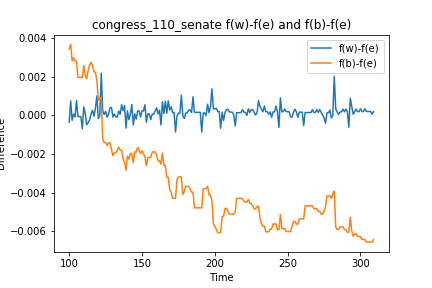 congress_110_senate f(w)-f(e) and f(b)-f(e)
f(w)-f(e)
f(b)-f(e)
0.004
0.002
0.000
−0.002
−0.004
−0.006
Difference
100
150
200
250
300
Time